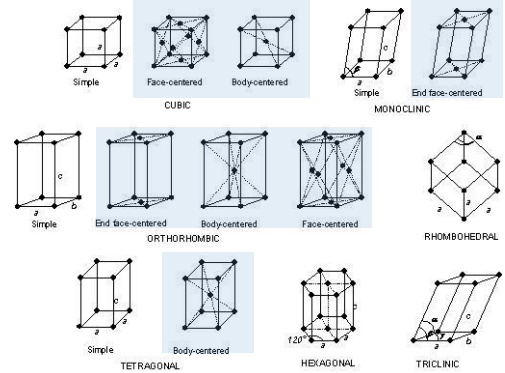 a
a
a a
Simple Face-centered Body-centered
CUBIC
c
β
a b
Simple End face-centered
MONOCLINIC
c
a b
Simple End face-centered Body-centered Face-centered
ORTHORHOMBIC
α
a a
a
RHOMBOHEDRAL
c
a a
Simple Body-centered
TETRAGONAL
c
120°
a a
HEXAGONAL
α
c
γ
b
a
TRICLINIC